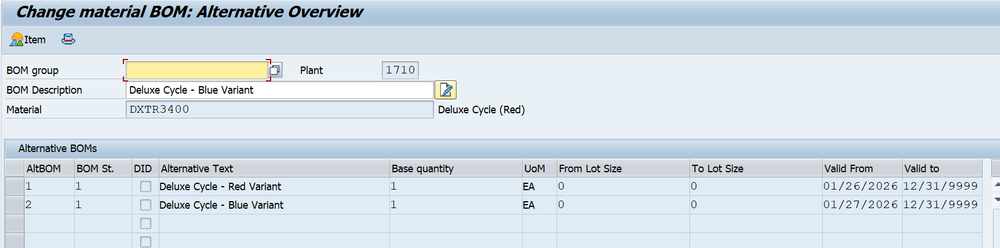 Change material BOM: Alternative Overview
Item
BOM group Plant 1710
BOM Description Deluxe Cycle - Blue Variant
Material DXTR3400 Deluxe Cycle (Red)
Alternative BOMs
AltBOM BOM St. DID Alternative Text Base quantity UoM From Lot Size To Lot Size Valid From Valid to
1 1 Deluxe Cycle - Red Variant 1 EA 0 0 01/26/2026 12/31/9999
2 1 Deluxe Cycle - Blue Variant 1 EA 0 0 01/27/2026 12/31/9999